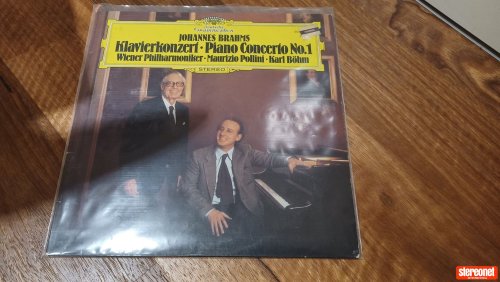 JOHANNES BRAHMS
Klavierkonzert · Piano Concerto No.1
Wiener Philharmoniker · Maurizio Pollini · Karl Böhm
STEREO
stereonet